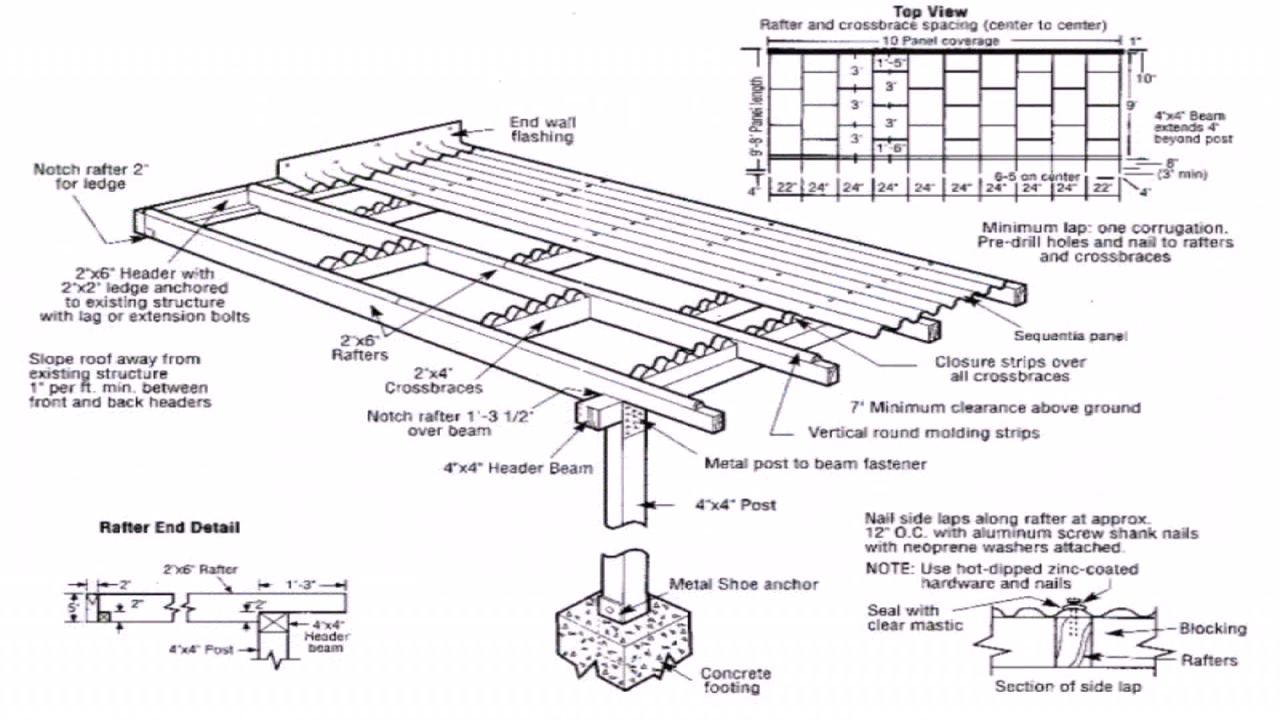 Top View
Rafter and crossbrace spacing (center to center)
10 Panel coverage
1"
1'-5"
3'
3'
3'
3'
3'
3'
1'-6"
10"
9'
9'-8" Panel length
4"x4" Beam
extends 4"
beyond post
8"
(3' min)
6-5 on center
4"
22" 24" 24" 24" 24" 24" 24" 24" 24" 22"
4"
End wall
flashing
Notch rafter 2"
for ledge
Minimum lap: one corrugation.
Pre-drill holes and nail to rafters
and crossbraces
2"x6" Header with
2"x2" ledge anchored
to existing structure
with lag or extension bolts
Sequentia panel
2"x6"
Rafters
Slope roof away from
existing structure
1" per ft. min. between
front and back headers
2"x4"
Crossbraces
Closure strips over
all crossbraces
Notch rafter 1'-3 1/2"
over beam
7' Minimum clearance above ground
Vertical round molding strips
4"x4" Header Beam
Metal post to beam fastener
4"x4" Post
Rafter End Detail
2"x6" Rafter
2"
1'-3"
5"
2"
2"
4"x4"
Header
beam
4"x4" Post
Metal Shoe anchor
Concrete
footing
Nail side laps along rafter at approx.
12" O.C. with aluminum screw shank nails
with neoprene washers attached.
NOTE: Use hot-dipped zinc-coated
hardware and nails
Seal with
clear mastic
Blocking
Rafters
Section of side lap